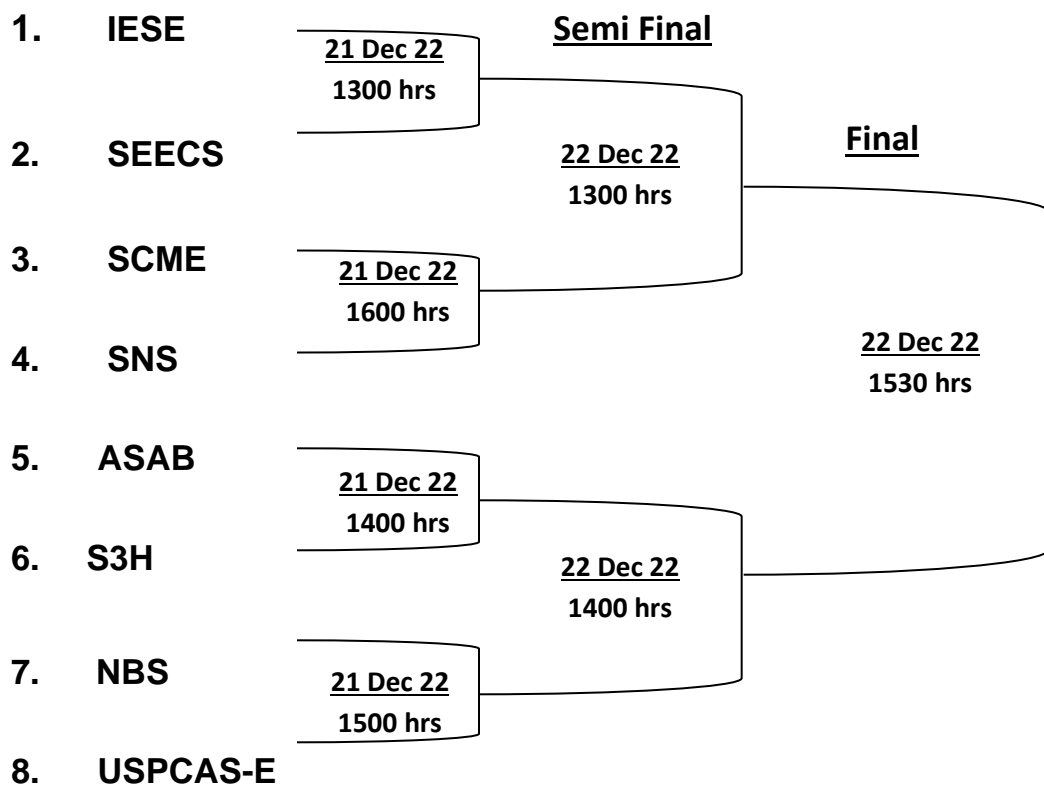 1. IESE
Semi Final
21 Dec 22
1300 hrs
2. SEECS
22 Dec 22
1300 hrs
Final
3. SCME
21 Dec 22
1600 hrs
4. SNS
22 Dec 22
1530 hrs
5. ASAB
21 Dec 22
1400 hrs
6. S3H
22 Dec 22
1400 hrs
7. NBS
21 Dec 22
1500 hrs
8. USPCAS-E